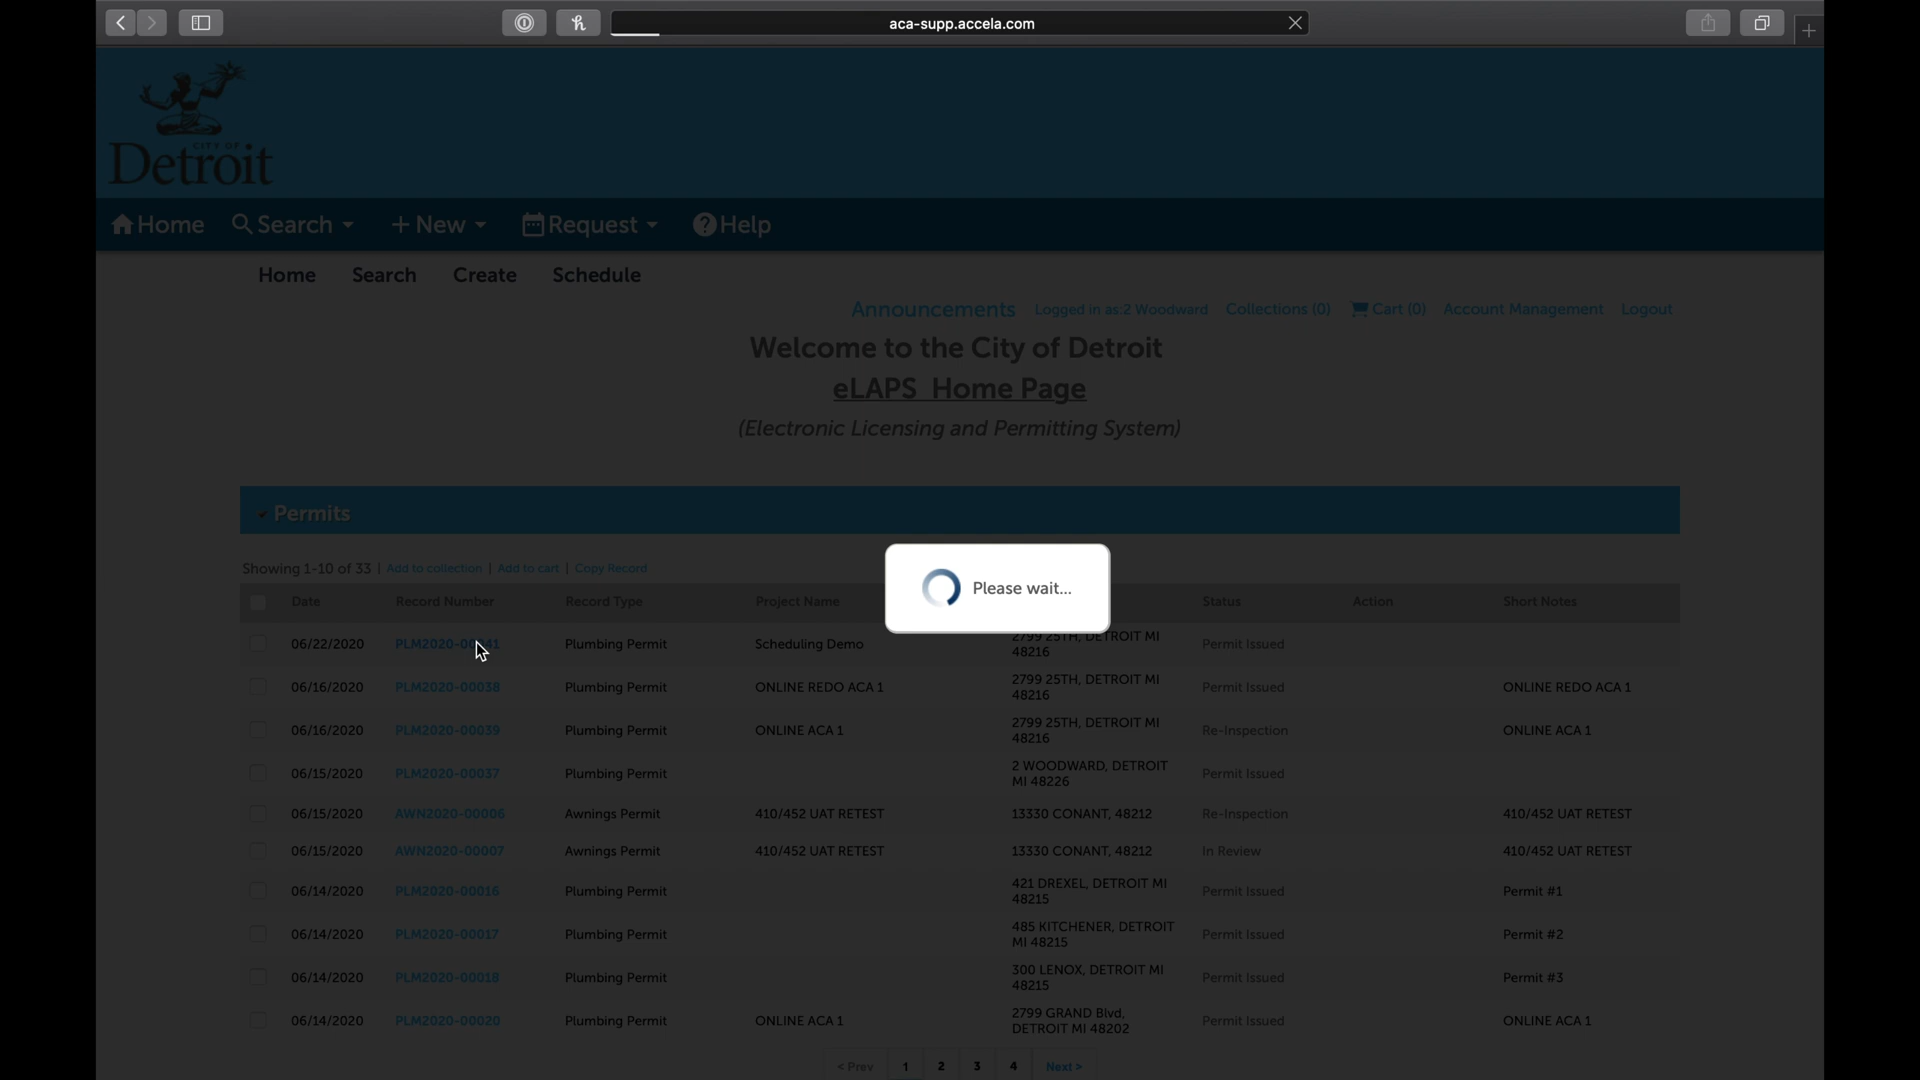 aca-supp.accela.com
CITY OF
Detroit
Home Search New Request Help
Home Search Create Schedule
Announcements Logged in as:2 Woodward Collections (0) Cart (0) Account Management Logout
Welcome to the City of Detroit
eLAPS Home Page
(Electronic Licensing and Permitting System)
Permits
Showing 1-10 of 33 | Add to collection | Add to cart | Copy Record
Please wait...
Date Record Number Record Type Project Name Status Action Short Notes
06/22/2020 PLM2020-00041 Plumbing Permit Scheduling Demo 2799 25TH, DETROIT MI 48216 Permit Issued
06/16/2020 PLM2020-00038 Plumbing Permit ONLINE REDO ACA 1 2799 25TH, DETROIT MI 48216 Permit Issued ONLINE REDO ACA 1
06/16/2020 PLM2020-00039 Plumbing Permit ONLINE ACA 1 2799 25TH, DETROIT MI 48216 Re-Inspection ONLINE ACA 1
06/15/2020 PLM2020-00037 Plumbing Permit 2 WOODWARD, DETROIT MI 48226 Permit Issued
06/15/2020 AWN2020-00006 Awnings Permit 410/452 UAT RETEST 13330 CONANT, 48212 Re-Inspection 410/452 UAT RETEST
06/15/2020 AWN2020-00007 Awnings Permit 410/452 UAT RETEST 13330 CONANT, 48212 In Review 410/452 UAT RETEST
06/14/2020 PLM2020-00016 Plumbing Permit 421 DREXEL, DETROIT MI 48215 Permit Issued Permit #1
06/14/2020 PLM2020-00017 Plumbing Permit 485 KITCHENER, DETROIT MI 48215 Permit Issued Permit #2
06/14/2020 PLM2020-00018 Plumbing Permit 300 LENOX, DETROIT MI 48215 Permit Issued Permit #3
06/14/2020 PLM2020-00020 Plumbing Permit ONLINE ACA 1 2799 GRAND Blvd, DETROIT MI 48202 Permit Issued ONLINE ACA 1
< Prev 1 2 3 4 Next >